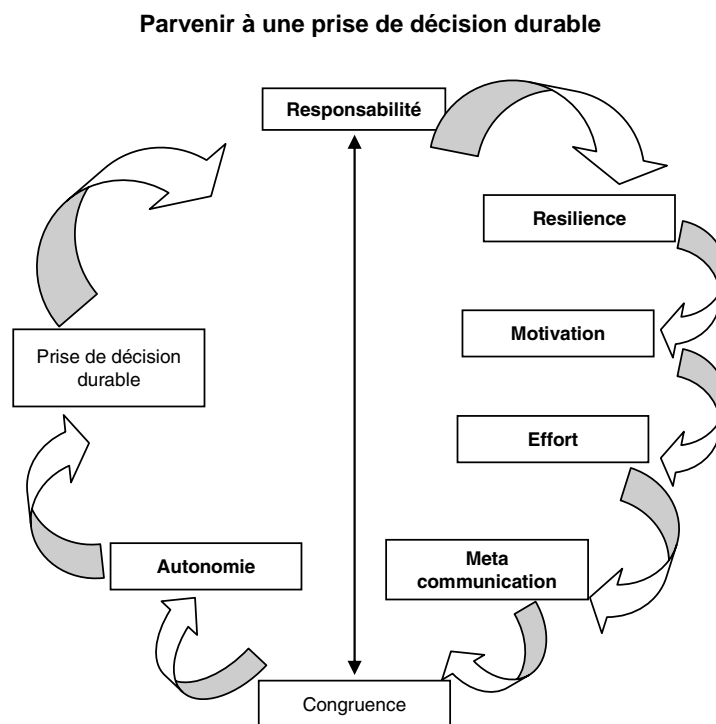 Parvenir à une prise de décision durable
Responsabilité
Resilience
Motivation
Effort
Meta
communication
Congruence
Autonomie
Prise de décision
durable